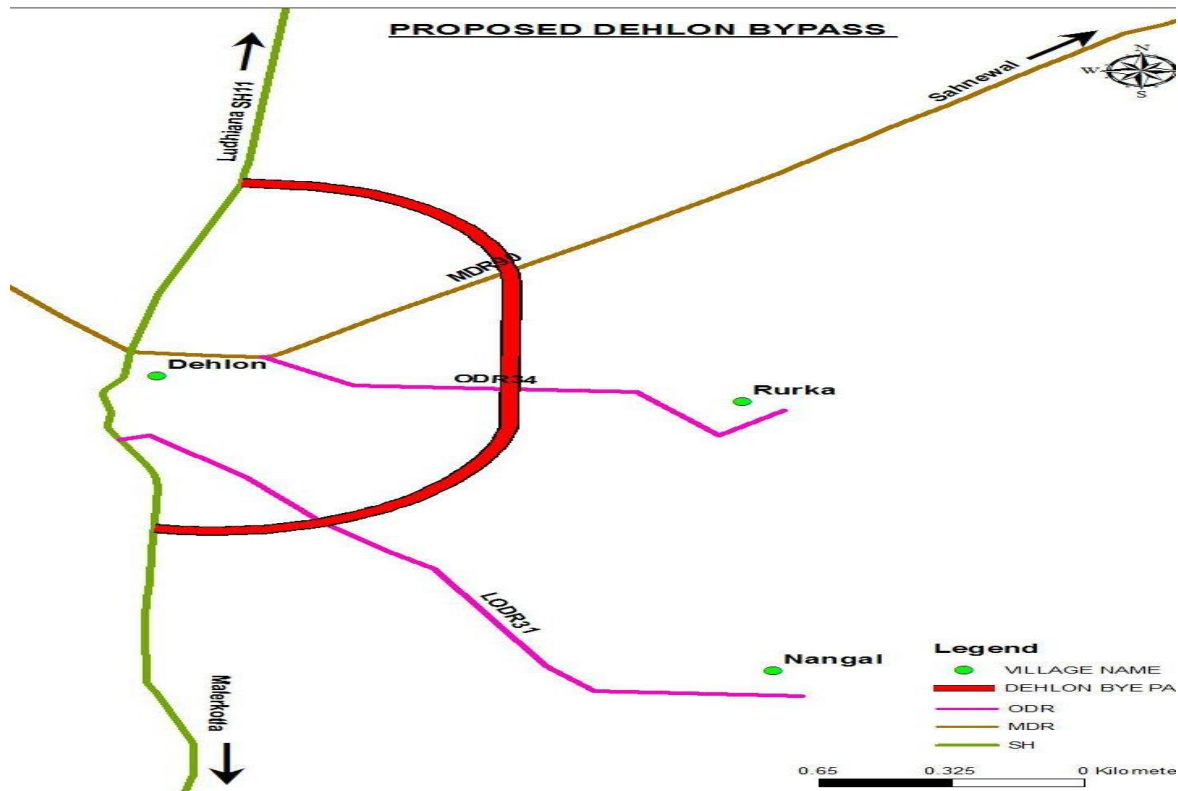 PROPOSED DEHLON BYPASS
N
W
S
Ludhiana SH11
Sahnewal
MDR90
Dehlon
ODR34
Rurka
LODR31
Nangal
Malerkotla
Legend
VILLAGE NAME
DEHLON BYE PA
ODR
MDR
SH
0.65 0.325 0 Kilomete